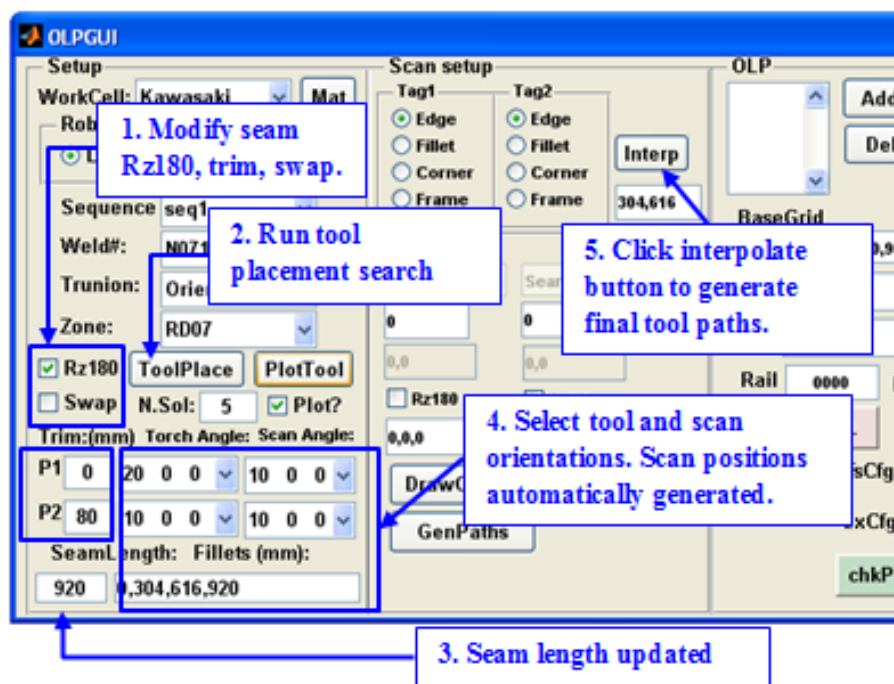 OLPGUI
Setup
Scan setup
OLP
WorkCell: Kawasaki Mat
Tag1
Tag2
Add
Rob
1. Modify seam
Rz180, trim, swap.
Edge
Edge
Fillet
Fillet
Interp
Del
Corner
Corner
Frame
Frame
304,616
Sequence seq1
BaseGrid
Weld#: N071
2. Run tool
placement search
5. Click interpolate
button to generate
final tool paths.
Trunion: Orien
Zone: RD07
0
0
0,0
0,0
Rz180 ToolPlace PlotTool
Rz180
Rail 0000
Swap N.Sol: 5 Plot?
0,0,0
Trim:(mm) Torch Angle: Scan Angle:
4. Select tool and scan
orientations. Scan positions
automatically generated.
P1 0 20 0 0 10 0 0
P2 80 10 0 0 10 0 0
GenPaths
SeamLength: Fillets (mm):
chkP
920 0,304,616,920
3. Seam length updated